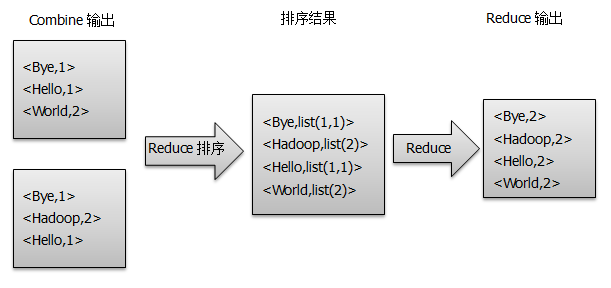 Combine 输出
<Bye,1>
<Hello,1>
<World,2>
<Bye,1>
<Hadoop,2>
<Hello,1>
Reduce 排序
排序结果
<Bye,list(1,1)>
<Hadoop,list(2)>
<Hello,list(1,1)>
<World,list(2)>
Reduce
Reduce 输出
<Bye,2>
<Hadoop,2>
<Hello,2>
<World,2>